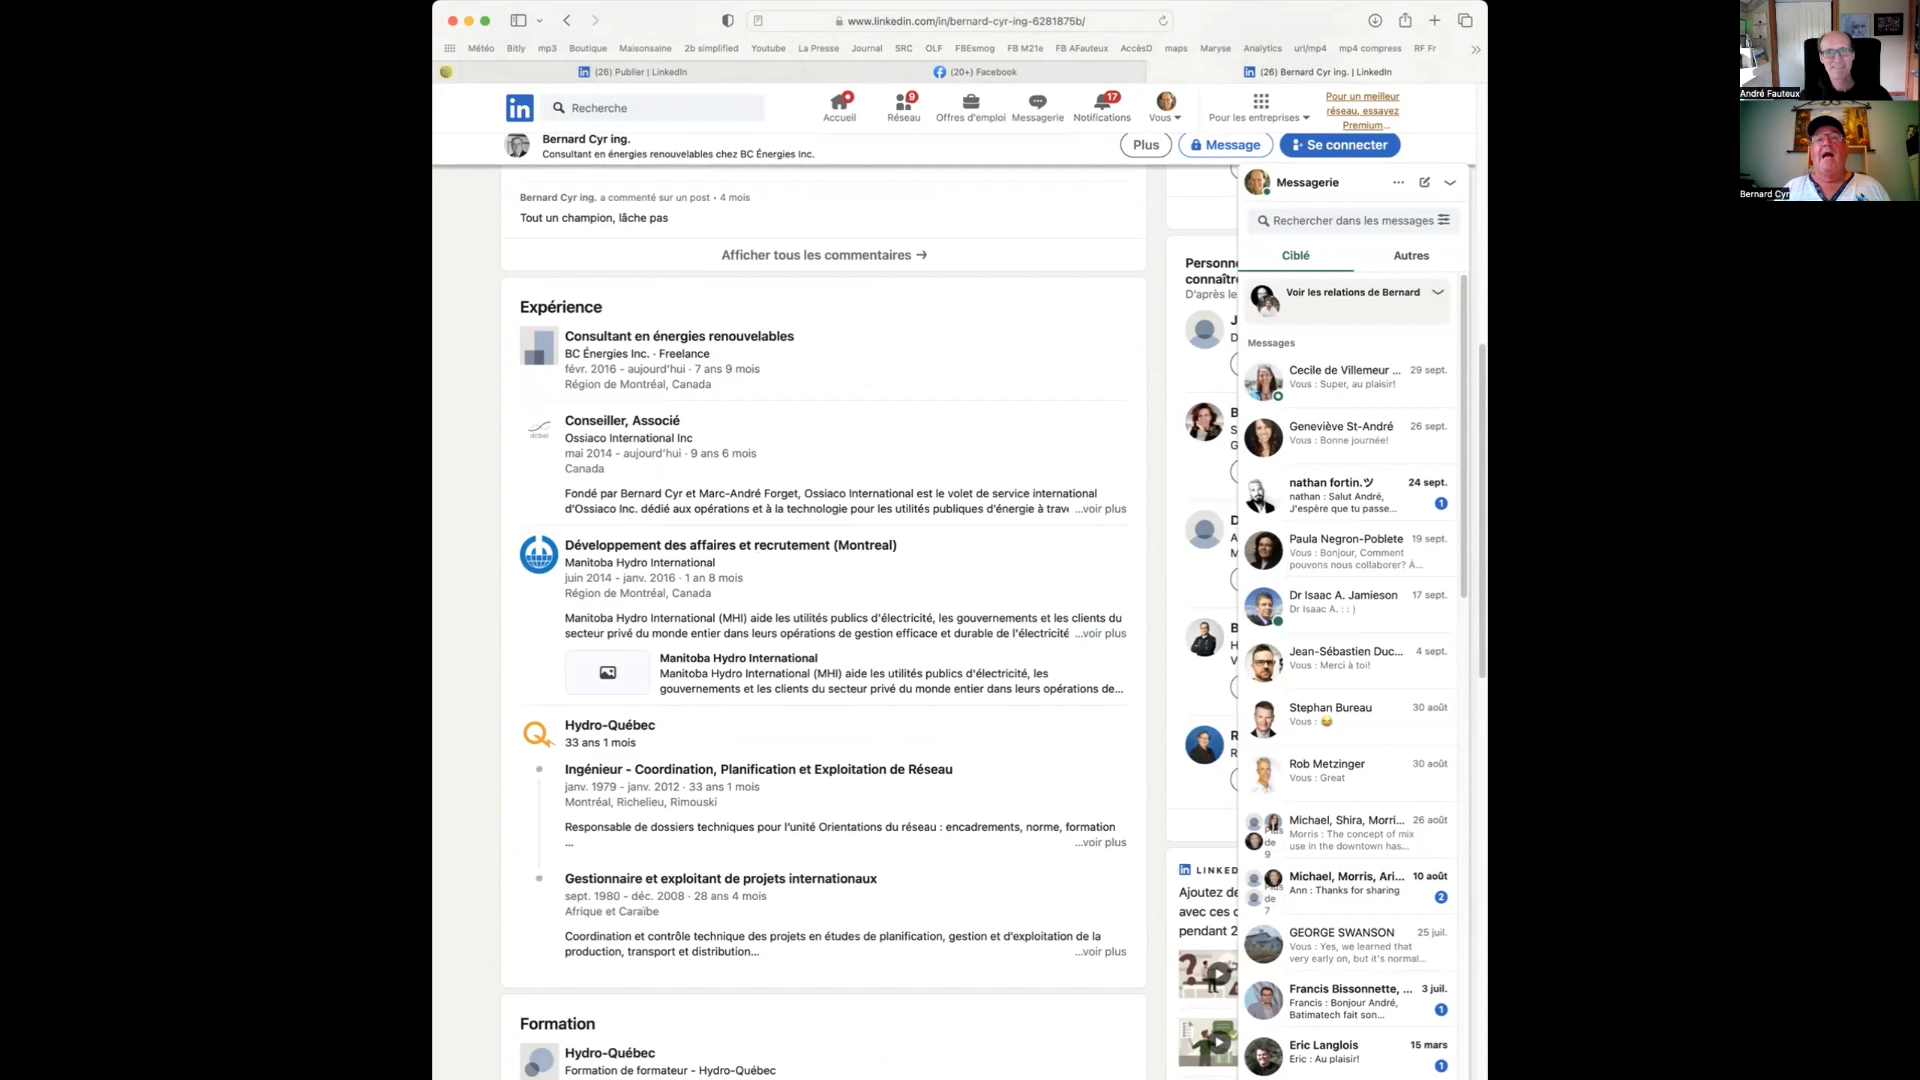 www.linkedin.com/in/bernard-cyr-ing-6281875b/
Météo Bitly mp3 Boutique Maisonsaine 2b simplified Youtube La Presse Journal SRC OLF FBEsmog FB M21e FB AFauteux AccèsD maps Maryse Analytics url/mp4 mp4 compress RF Fr
(26) Publier | LinkedIn
(20+) Facebook
(26) Bernard Cyr ing. | LinkedIn
in
Recherche
Accueil
9
Réseau
Offres d'emploi
Messagerie
17
Notifications
Vous
Pour les entreprises
Pour un meilleur
réseau, essayez
Premium...
Bernard Cyr ing.
Consultant en énergies renouvelables chez BC Énergies Inc.
Plus
Message
Se connecter
Bernard Cyr ing. a commenté sur un post • 4 mois
Tout un champion, lâche pas
Afficher tous les commentaires →
Expérience
Consultant en énergies renouvelables
BC Énergies Inc. · Freelance
févr. 2016 - aujourd'hui · 7 ans 9 mois
Région de Montréal, Canada
dcbel
Conseiller, Associé
Ossiaco International Inc
mai 2014 - aujourd'hui · 9 ans 6 mois
Canada
Fondé par Bernard Cyr et Marc-André Forget, Ossiaco International est le volet de service international
d'Ossiaco Inc. dédié aux opérations et à la technologie pour les utilités publiques d'énergie à trave ...voir plus
Développement des affaires et recrutement (Montreal)
Manitoba Hydro International
juin 2014 - janv. 2016 · 1 an 8 mois
Région de Montréal, Canada
Manitoba Hydro International (MHI) aide les utilités publics d'électricité, les gouvernements et les clients du
secteur privé du monde entier dans leurs opérations de gestion efficace et durable de l'électricité ...voir plus
Manitoba Hydro International
Manitoba Hydro International (MHI) aide les utilités publics d'électricité, les
gouvernements et les clients du secteur privé du monde entier dans leurs opérations de...
Hydro-Québec
33 ans 1 mois
Ingénieur - Coordination, Planification et Exploitation de Réseau
janv. 1979 - janv. 2012 · 33 ans 1 mois
Montréal, Richelieu, Rimouski
Responsable de dossiers techniques pour l'unité Orientations du réseau : encadrements, norme, formation
... ...voir plus
Gestionnaire et exploitant de projets internationaux
sept. 1980 - déc. 2008 · 28 ans 4 mois
Afrique et Caraïbe
Coordination et contrôle technique des projets en études de planification, gestion et d'exploitation de la
production, transport et distribution... ...voir plus
Formation
Hydro-Québec
Formation de formateur - Hydro-Québec
Personn
connaîtr
D'après le
J
D
B
S
G
D
A
M
B
H
V
R
R
in LINKED
Ajoutez de
avec ces c
pendant 2
Messagerie
Rechercher dans les messages
Ciblé
Autres
Voir les relations de Bernard
Messages
Cecile de Villemeur ... 29 sept.
Vous : Super, au plaisir!
Geneviève St-André 26 sept.
Vous : Bonne journée!
nathan fortin.ツ 24 sept.
nathan : Salut André,
J'espère que tu passe... 1
Paula Negron-Poblete 19 sept.
Vous : Bonjour, Comment
pouvons nous collaborer? À...
Dr Isaac A. Jamieson 17 sept.
Dr Isaac A. : : )
Jean-Sébastien Duc... 4 sept.
Vous : Merci à toi!
Stephan Bureau 30 août
Vous : 😂
Rob Metzinger 30 août
Vous : Great
Plus
de
9
Michael, Shira, Morri... 26 août
Morris : The concept of mix
use in the downtown has...
Plus
de
7
Michael, Morris, Ari... 10 août
Ann : Thanks for sharing
2
GEORGE SWANSON 25 juil.
Vous : Yes, we learned that
very early on, but it's normal...
Francis Bissonnette, ... 3 juil.
Francis : Bonjour André,
Batimatech fait son... 1
Eric Langlois 15 mars
Eric : Au plaisir!
1
André Fauteux
Bernard Cyr